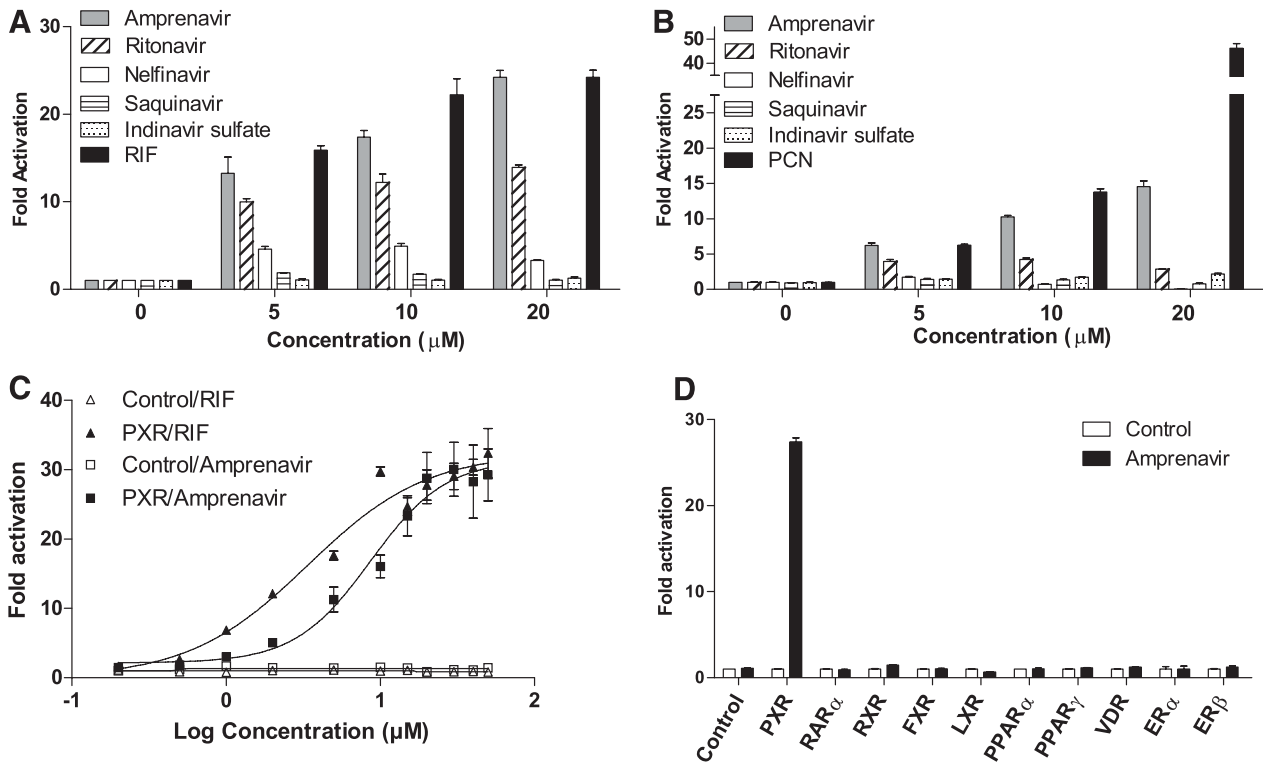 A
Amprenavir
Ritonavir
Nelfinavir
Saquinavir
Indinavir sulfate
RIF
Fold Activation
30
20
10
0
0 5 10 20
Concentration ( μM)
B
Amprenavir
Ritonavir
Nelfinavir
Saquinavir
Indinavir sulfate
PCN
Fold Activation
50
40
25
20
15
10
5
0
0 5 10 20
Concentration (μM)
C
Control/RIF
PXR/RIF
Control/Amprenavir
PXR/Amprenavir
Fold activation
40
30
20
10
0
-1 0 1 2
Log Concentration (μM)
D
Control
Amprenavir
Fold activation
30
20
10
0
Control PXR RARα RXR FXR LXR PPARα PPARγ VDR ERα ERβ